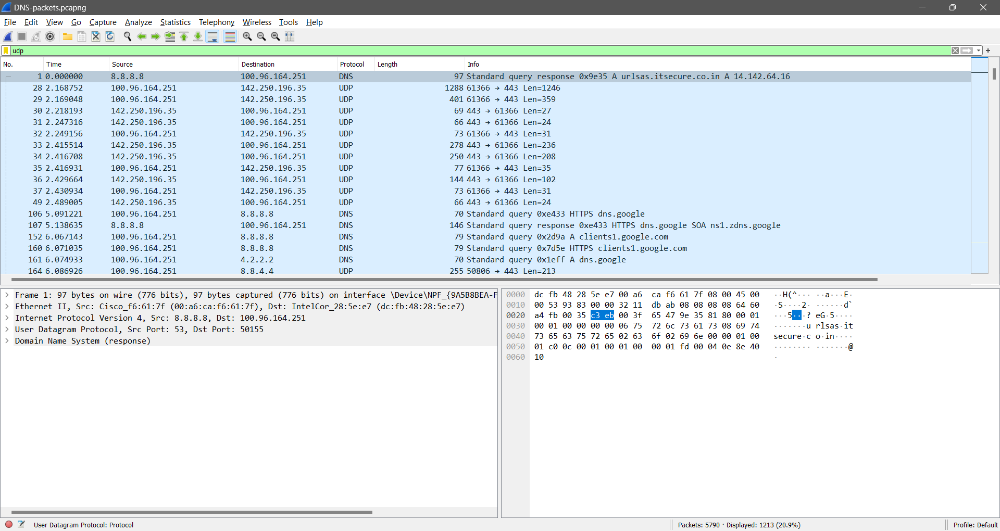 DNS-packets.pcapng
File Edit View Go Capture Analyze Statistics Telephony Wireless Tools Help
udp
No. Time Source Destination Protocol Length Info
1 0.000000 8.8.8.8 100.96.164.251 DNS 97 Standard query response 0x9e35 A urlsas.itsecure.co.in A 14.142.64.16
28 2.168752 100.96.164.251 142.250.196.35 UDP 1288 61366 → 443 Len=1246
29 2.169048 100.96.164.251 142.250.196.35 UDP 401 61366 → 443 Len=359
30 2.218193 142.250.196.35 100.96.164.251 UDP 69 443 → 61366 Len=27
31 2.247316 142.250.196.35 100.96.164.251 UDP 66 443 → 61366 Len=24
32 2.249156 100.96.164.251 142.250.196.35 UDP 73 61366 → 443 Len=31
33 2.415514 142.250.196.35 100.96.164.251 UDP 278 443 → 61366 Len=236
34 2.416708 142.250.196.35 100.96.164.251 UDP 250 443 → 61366 Len=208
35 2.416931 100.96.164.251 142.250.196.35 UDP 77 61366 → 443 Len=35
36 2.429664 142.250.196.35 100.96.164.251 UDP 144 443 → 61366 Len=102
37 2.430934 100.96.164.251 142.250.196.35 UDP 73 61366 → 443 Len=31
49 2.489005 142.250.196.35 100.96.164.251 UDP 66 443 → 61366 Len=24
106 5.091221 100.96.164.251 8.8.8.8 DNS 70 Standard query 0xe433 HTTPS dns.google
107 5.138635 8.8.8.8 100.96.164.251 DNS 146 Standard query response 0xe433 HTTPS dns.google SOA ns1.zdns.google
152 6.067143 100.96.164.251 8.8.8.8 DNS 79 Standard query 0x2d9a A clients1.google.com
160 6.071035 100.96.164.251 8.8.8.8 DNS 79 Standard query 0x7d5e HTTPS clients1.google.com
161 6.074933 100.96.164.251 4.2.2.2 DNS 70 Standard query 0x1eff A dns.google
164 6.086926 100.96.164.251 8.8.4.4 UDP 255 50806 → 443 Len=213
Frame 1: 97 bytes on wire (776 bits), 97 bytes captured (776 bits) on interface \Device\NPF_{9A5B8BEA-F
Ethernet II, Src: Cisco_f6:61:7f (00:a6:ca:f6:61:7f), Dst: IntelCor_28:5e:e7 (dc:fb:48:28:5e:e7)
Internet Protocol Version 4, Src: 8.8.8.8, Dst: 100.96.164.251
User Datagram Protocol, Src Port: 53, Dst Port: 50155
Domain Name System (response)
0000 dc fb 48 28 5e e7 00 a6 ca f6 61 7f 08 00 45 00 ··H(^··· ··a···E·
0010 00 53 93 83 00 00 32 11 db ab 08 08 08 08 64 60 ·S····2· ······d`
0020 a4 fb 00 35 c3 eb 00 3f 65 47 9e 35 81 80 00 01 ···5···? eG·5····
0030 00 01 00 00 00 00 06 75 72 6c 73 61 73 08 69 74 ·······u rlsas·it
0040 73 65 63 75 72 65 02 63 6f 02 69 6e 00 00 01 00 secure·c o·in····
0050 01 c0 0c 00 01 00 01 00 00 01 fd 00 04 0e 8e 40 ········ ·······@
0060 10 ·
User Datagram Protocol: Protocol
Packets: 5790 · Displayed: 1213 (20.9%)
Profile: Default